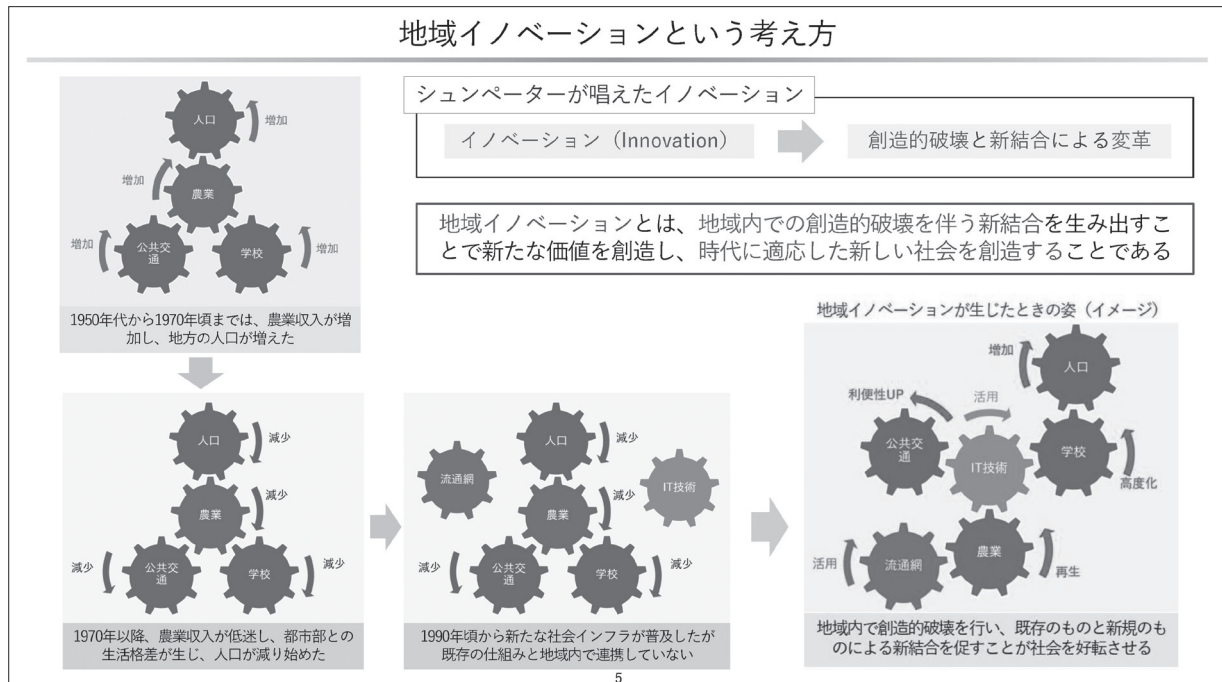 地域イノベーションという考え方
人口
増加
増加
農業
増加
公共交
通
学校
増加
1950年代から1970年頃までは、農業収入が増
加し、地方の人口が増えた
シュンペーターが唱えたイノベーション
イノベーション（Innovation）
創造的破壊と新結合による変革
地域イノベーションとは、地域内での創造的破壊を伴う新結合を生み出すこ
とで新たな価値を創造し、時代に適応した新しい社会を創造することである
人口
減少
農業
減少
減少
公共交
通
学校
減少
1970年以降、農業収入が低迷し、都市部との
生活格差が生じ、人口が減り始めた
人口
減少
流通網
IT技術
農業
減少
減少
公共交
通
学校
減少
1990年頃から新たな社会インフラが普及したが
既存の仕組みと地域内で連携していない
地域イノベーションが生じたときの姿（イメージ）
増加
人口
利便性UP
活用
公共交
通
IT技術
学校
高度化
活用
流通網
農業
再生
地域内で創造的破壊を行い、既存のものと新規のも
のによる新結合を促すことが社会を好転させる
5